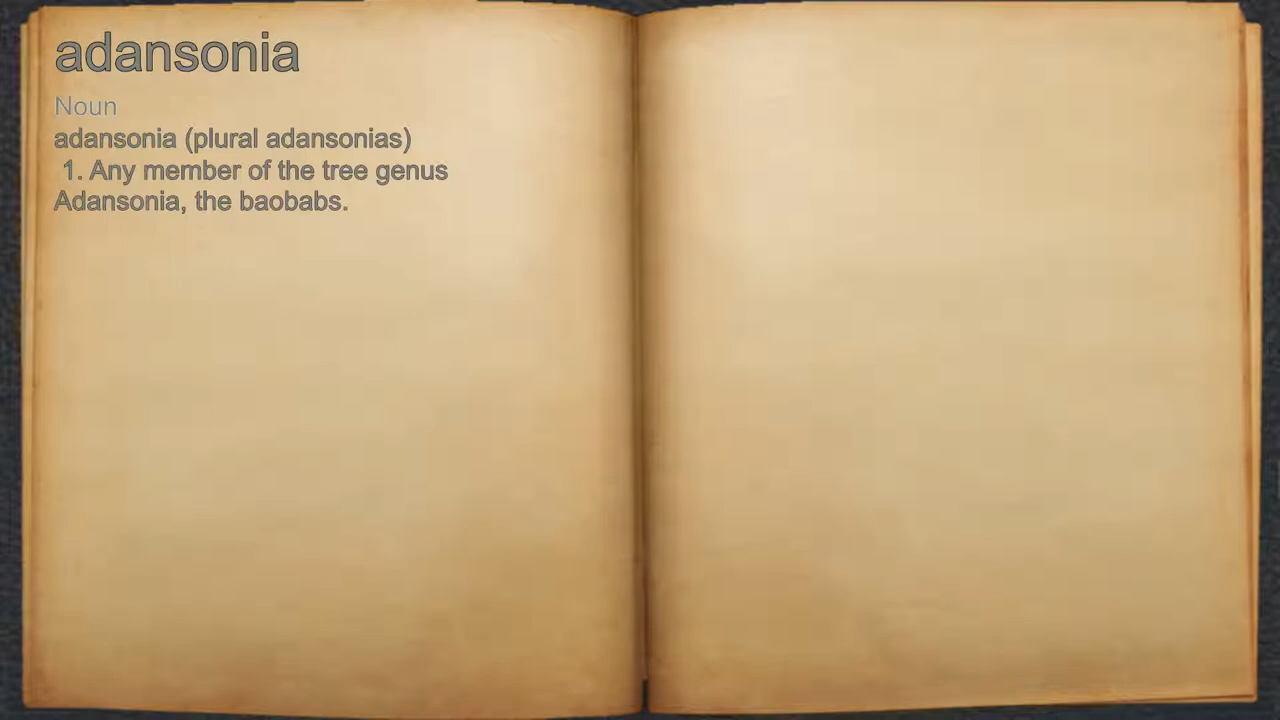 adansonia
Noun
adansonia (plural adansonias)
1. Any member of the tree genus
Adansonia, the baobabs.